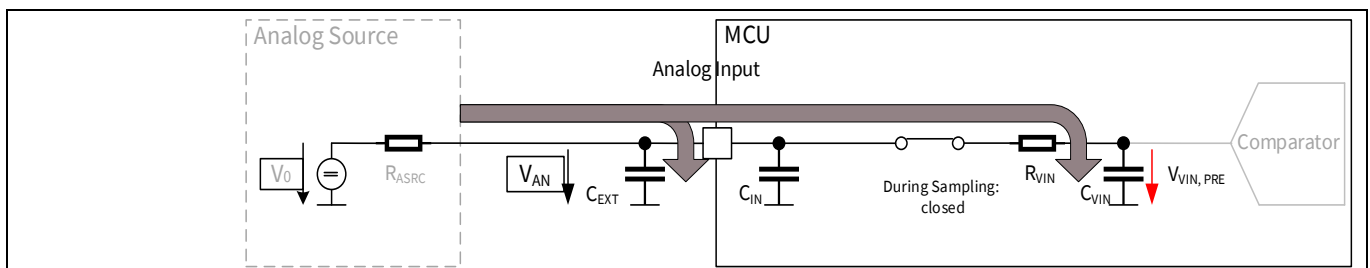 Analog Source
MCU
Analog Input
V0
RASRC
VAN
CEXT
CIN
During Sampling:
closed
RVIN
CVIN
VVIN, PRE
Comparator